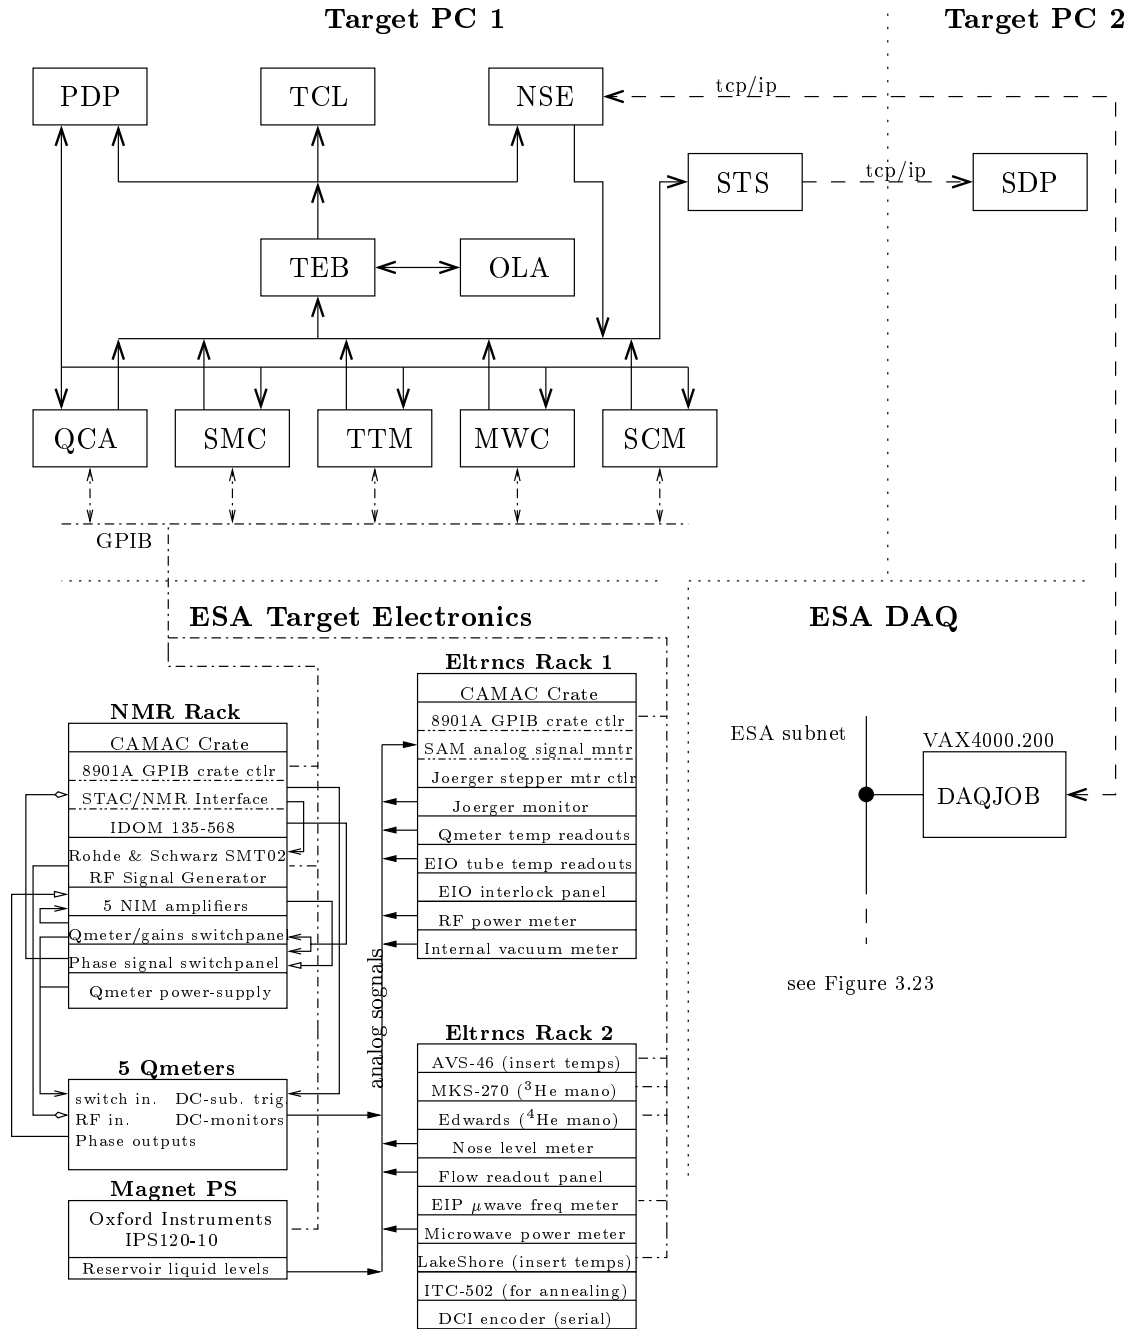 Target PC 1
Target PC 2
PDP
TCL
NSE
tcp/ip
STS
tcp/ip
SDP
TEB
OLA
QCA
SMC
TTM
MWC
SCM
GPIB
ESA Target Electronics
ESA DAQ
NMR Rack
CAMAC Crate
8901A GPIB crate ctlr
STAC/NMR Interface
IDOM 135-568
Rohde & Schwarz SMT02
RF Signal Generator
5 NIM amplifiers
Qmeter/gains switchpanel
Phase signal switchpanel
Qmeter power-supply
5 Qmeters
switch in. DC-sub. trig.
RF in. DC-monitors
Phase outputs
Magnet PS
Oxford Instruments
IPS120-10
Reservoir liquid levels
analog sognals
Eltrncs Rack 1
CAMAC Crate
8901A GPIB crate ctlr
SAM analog signal mntr
Joerger stepper mtr ctlr
Joerger monitor
Qmeter temp readouts
EIO tube temp readouts
EIO interlock panel
RF power meter
Internal vacuum meter
Eltrncs Rack 2
AVS-46 (insert temps)
MKS-270 (³He mano)
Edwards (⁴He mano)
Nose level meter
Flow readout panel
EIP μwave freq meter
Microwave power meter
LakeShore (insert temps)
ITC-502 (for annealing)
DCI encoder (serial)
ESA subnet
VAX4000.200
DAQJOB
see Figure 3.23